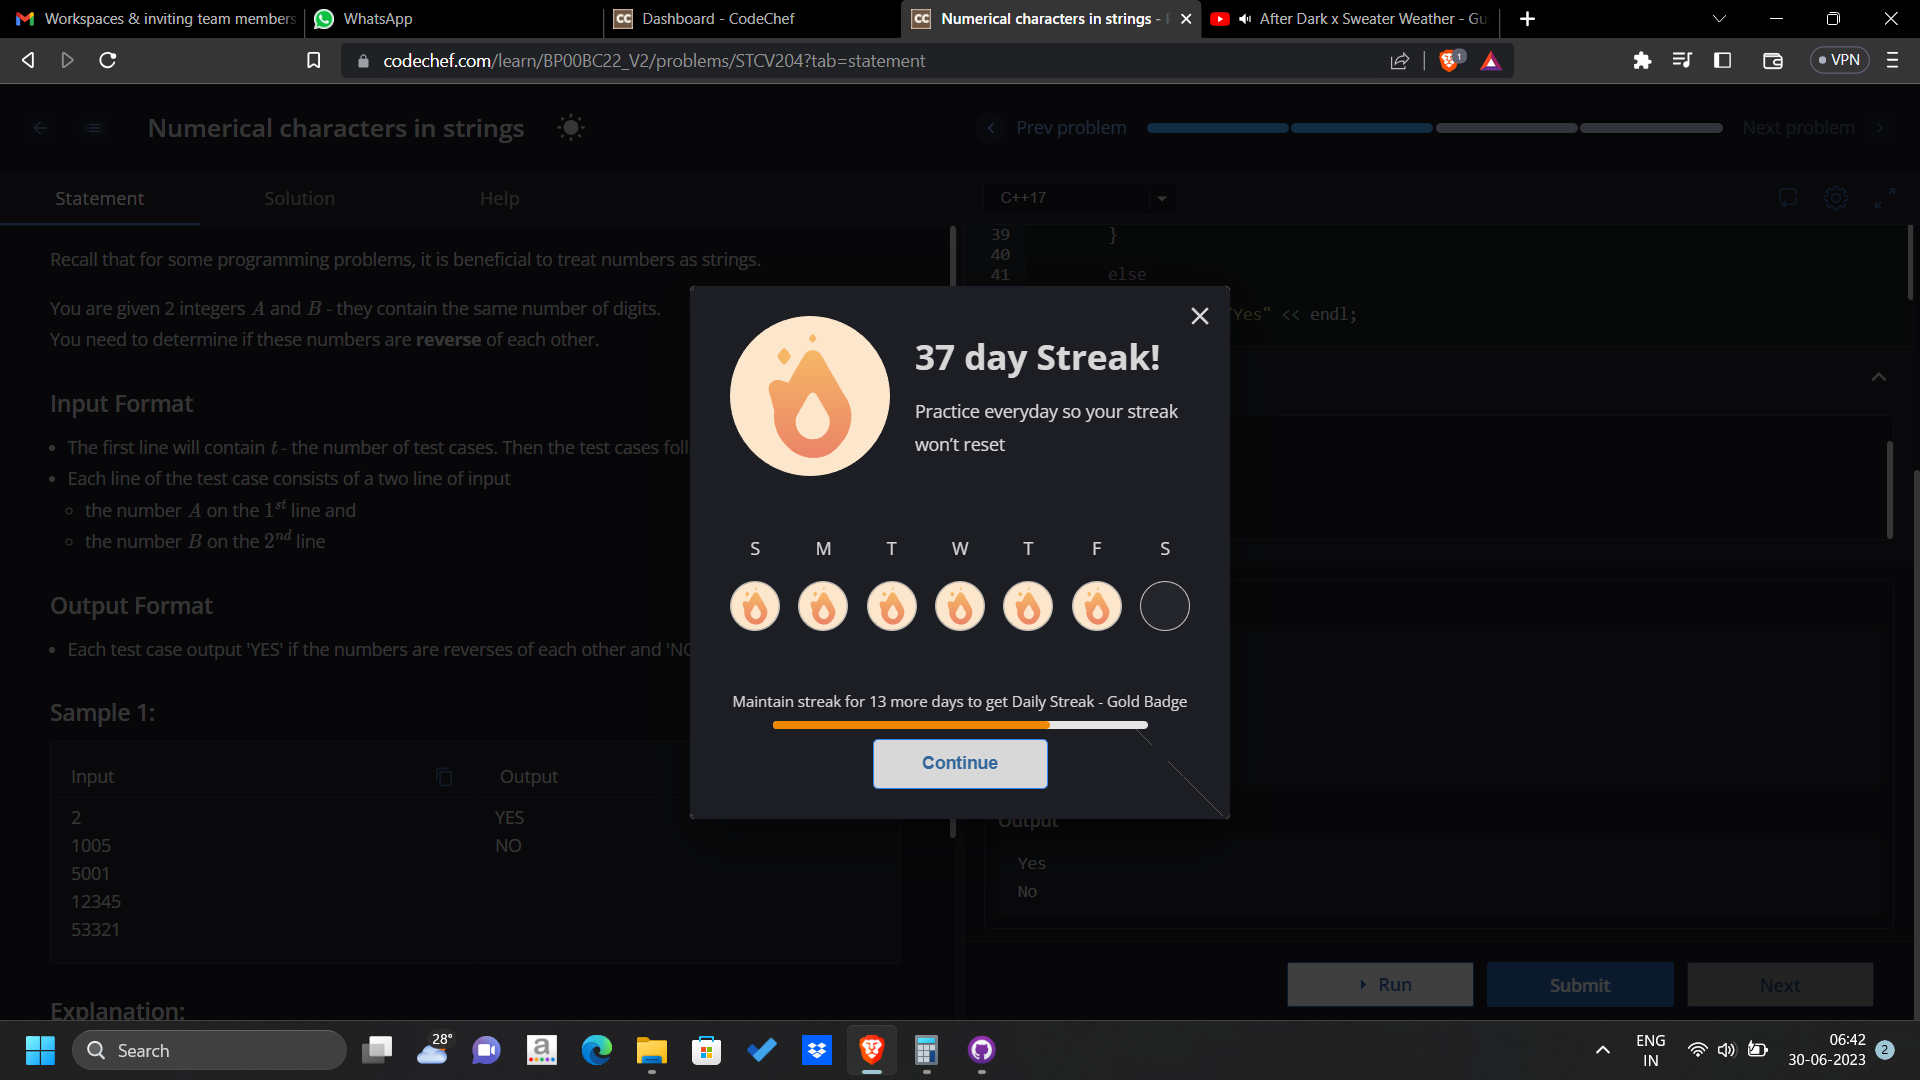 Workspaces & inviting team members
WhatsApp
CC Dashboard - CodeChef
CC Numerical characters in strings -
After Dark x Sweater Weather - Gu
codechef.com/learn/BP00BC22_V2/problems/STCV204?tab=statement
1
VPN
Numerical characters in strings
Prev problem
Next problem
Statement
Solution
Help
C++17
Recall that for some programming problems, it is beneficial to treat numbers as strings.
You are given 2 integers A and B - they contain the same number of digits.
You need to determine if these numbers are reverse of each other.
Input Format
The first line will contain t - the number of test cases. Then the test cases foll
Each line of the test case consists of a two line of input
the number A on the 1st line and
the number B on the 2nd line
Output Format
Each test case output 'YES' if the numbers are reverses of each other and 'NO
Sample 1:
Input
Output
2
1005
5001
12345
53321
YES
NO
Explanation:
39 }
40
41 else
"Yes" << endl;
37 day Streak!
Practice everyday so your streak
won't reset
S M T W T F S
Maintain streak for 13 more days to get Daily Streak - Gold Badge
Continue
Output
Yes
No
Run
Submit
Next
Search
28°
a
ENG
IN
06:42
30-06-2023
2